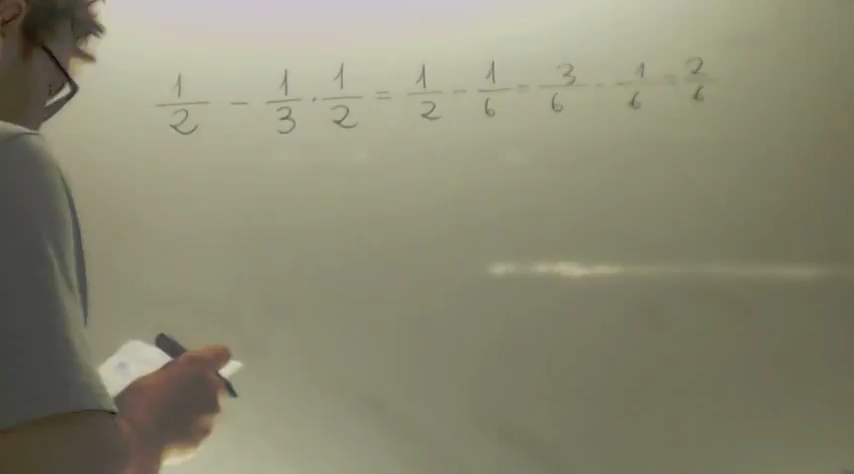 1/2 - 1/3 · 1/2 = 1/2 - 1/6 = 3/6 - 1/6 = 2/6